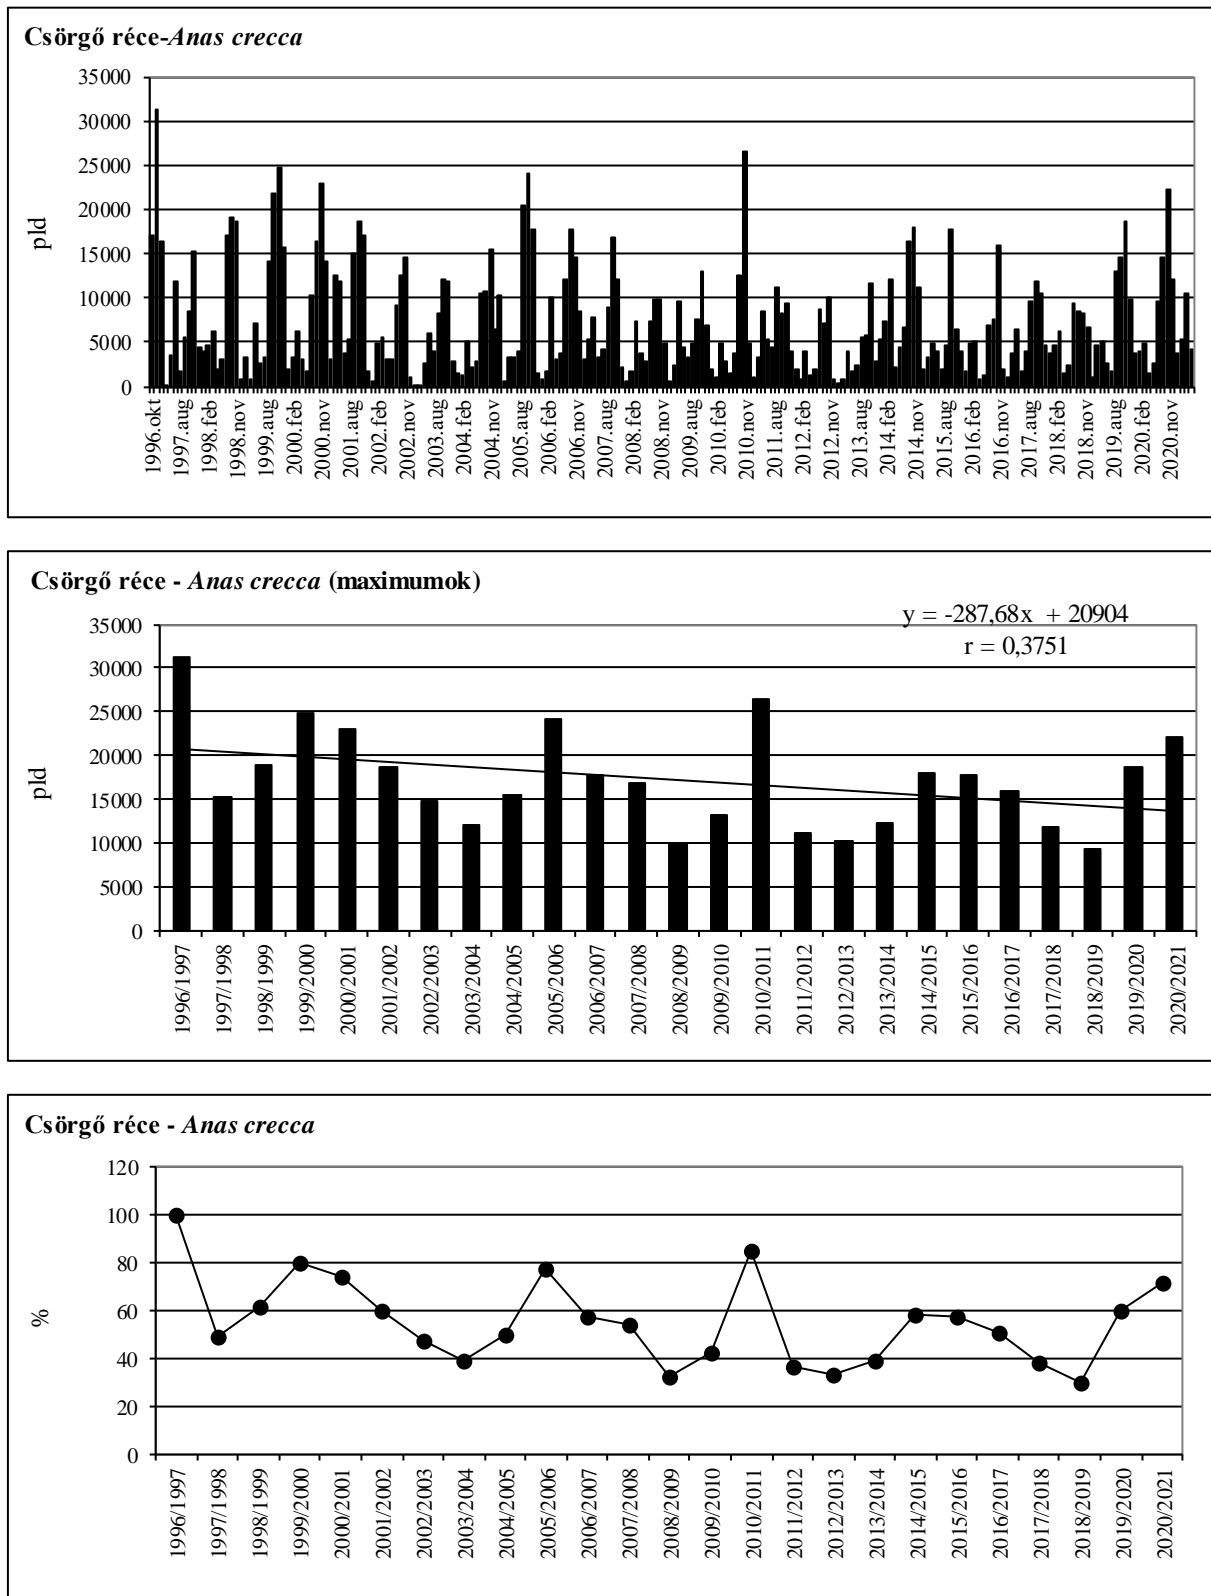 Csörgő réce-Anas crecca
35000
30000
25000
20000
15000
10000
5000
0
pld
1996.okt
1997.aug
1998.feb
1998.nov
1999.aug
2000.feb
2000.nov
2001.aug
2002.feb
2002.nov
2003.aug
2004.feb
2004.nov
2005.aug
2006.feb
2006.nov
2007.aug
2008.feb
2008.nov
2009.aug
2010.feb
2010.nov
2011.aug
2012.feb
2012.nov
2013.aug
2014.feb
2014.nov
2015.aug
2016.feb
2016.nov
2017.aug
2018.feb
2018.nov
2019.aug
2020.feb
2020.nov
Csörgő réce - Anas crecca (maximumok)
y = -287,68x + 20904
r = 0,3751
35000
30000
25000
20000
15000
10000
5000
0
pld
1996/1997
1997/1998
1998/1999
1999/2000
2000/2001
2001/2002
2002/2003
2003/2004
2004/2005
2005/2006
2006/2007
2007/2008
2008/2009
2009/2010
2010/2011
2011/2012
2012/2013
2013/2014
2014/2015
2015/2016
2016/2017
2017/2018
2018/2019
2019/2020
2020/2021
Csörgő réce - Anas crecca
120
100
80
60
40
20
0
%
1996/1997
1997/1998
1998/1999
1999/2000
2000/2001
2001/2002
2002/2003
2003/2004
2004/2005
2005/2006
2006/2007
2007/2008
2008/2009
2009/2010
2010/2011
2011/2012
2012/2013
2013/2014
2014/2015
2015/2016
2016/2017
2017/2018
2018/2019
2019/2020
2020/2021